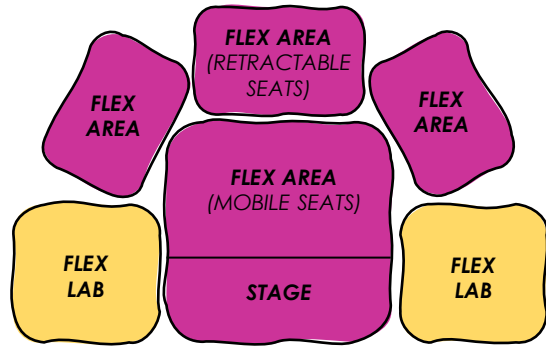 FLEX AREA
(RETRACTABLE
SEATS)
FLEX
AREA
FLEX
AREA
FLEX AREA
(MOBILE SEATS)
FLEX
LAB
STAGE
FLEX
LAB